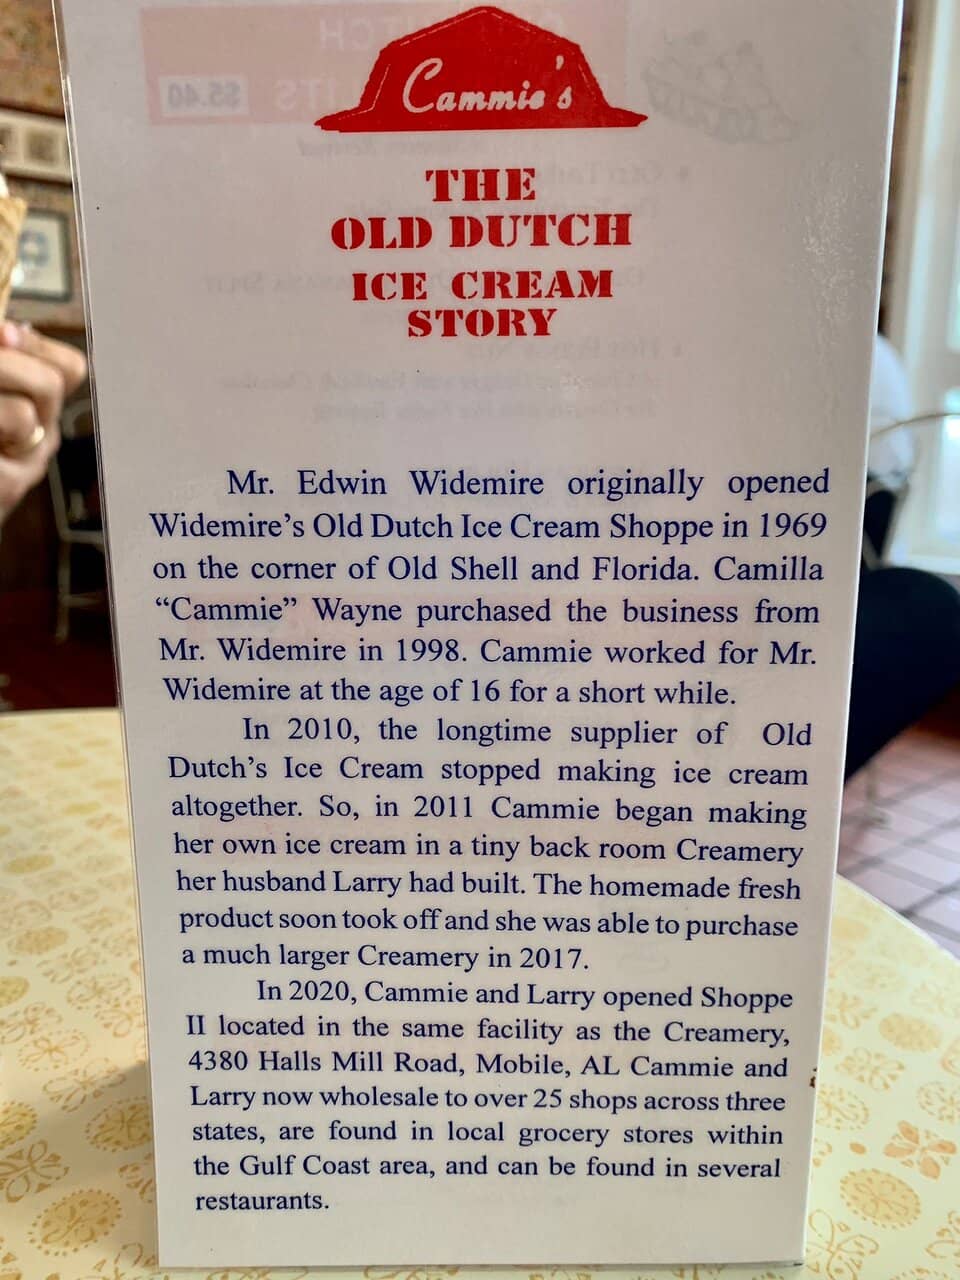 Cammie's
THE
OLD DUTCH
ICE CREAM
STORY
Mr. Edwin Widemire originally opened
Widemire's Old Dutch Ice Cream Shoppe in 1969
on the corner of Old Shell and Florida. Camilla
“Cammie” Wayne purchased the business from
Mr. Widemire in 1998. Cammie worked for Mr.
Widemire at the age of 16 for a short while.
In 2010, the longtime supplier of Old
Dutch's Ice Cream stopped making ice cream
altogether. So, in 2011 Cammie began making
her own ice cream in a tiny back room Creamery
her husband Larry had built. The homemade fresh
product soon took off and she was able to purchase
a much larger Creamery in 2017.
In 2020, Cammie and Larry opened Shoppe
II located in the same facility as the Creamery,
4380 Halls Mill Road, Mobile, AL Cammie and
Larry now wholesale to over 25 shops across three
states, are found in local grocery stores within
the Gulf Coast area, and can be found in several
restaurants.
$5.40